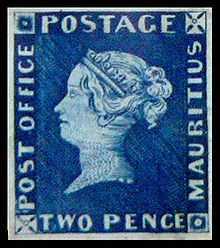 POSTAGE
POST OFFICE
MAURITIUS
TWO PENCE